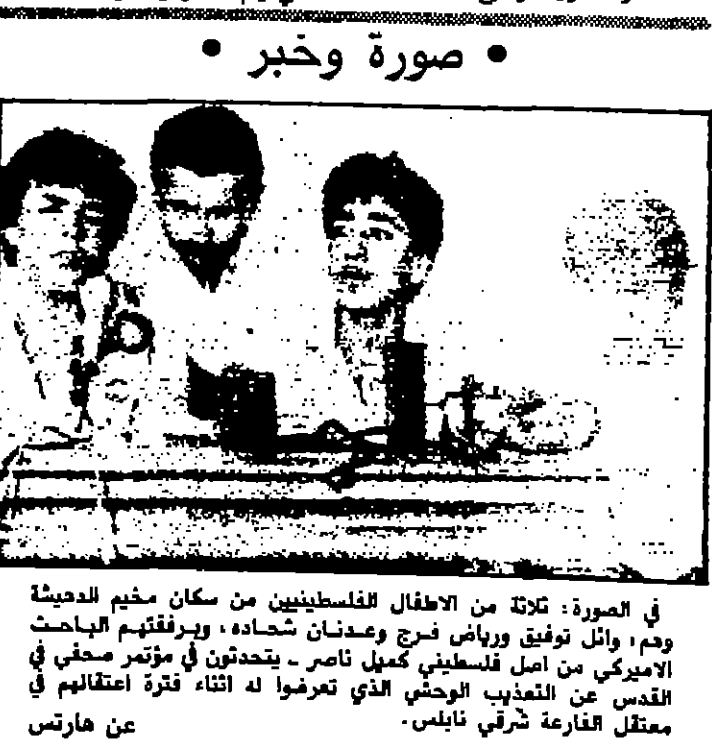 • صورة وخبر •
في الصورة: ثلاثة من الاطفال الفلسطينيين من سكان مخيم الدهيشة
وهم، وائل توفيق ورياض فرج وعدنان شحاده، وبرفقتهم الباحث
الاميركي من اصل فلسطيني كميل ناصر ـ يتحدثون في مؤتمر صحفي في
القدس عن التعذيب الوحشي الذي تعرضوا له اثناء فترة اعتقالهم في
معتقل الفارعة شرقي نابلس.
عن هارتس